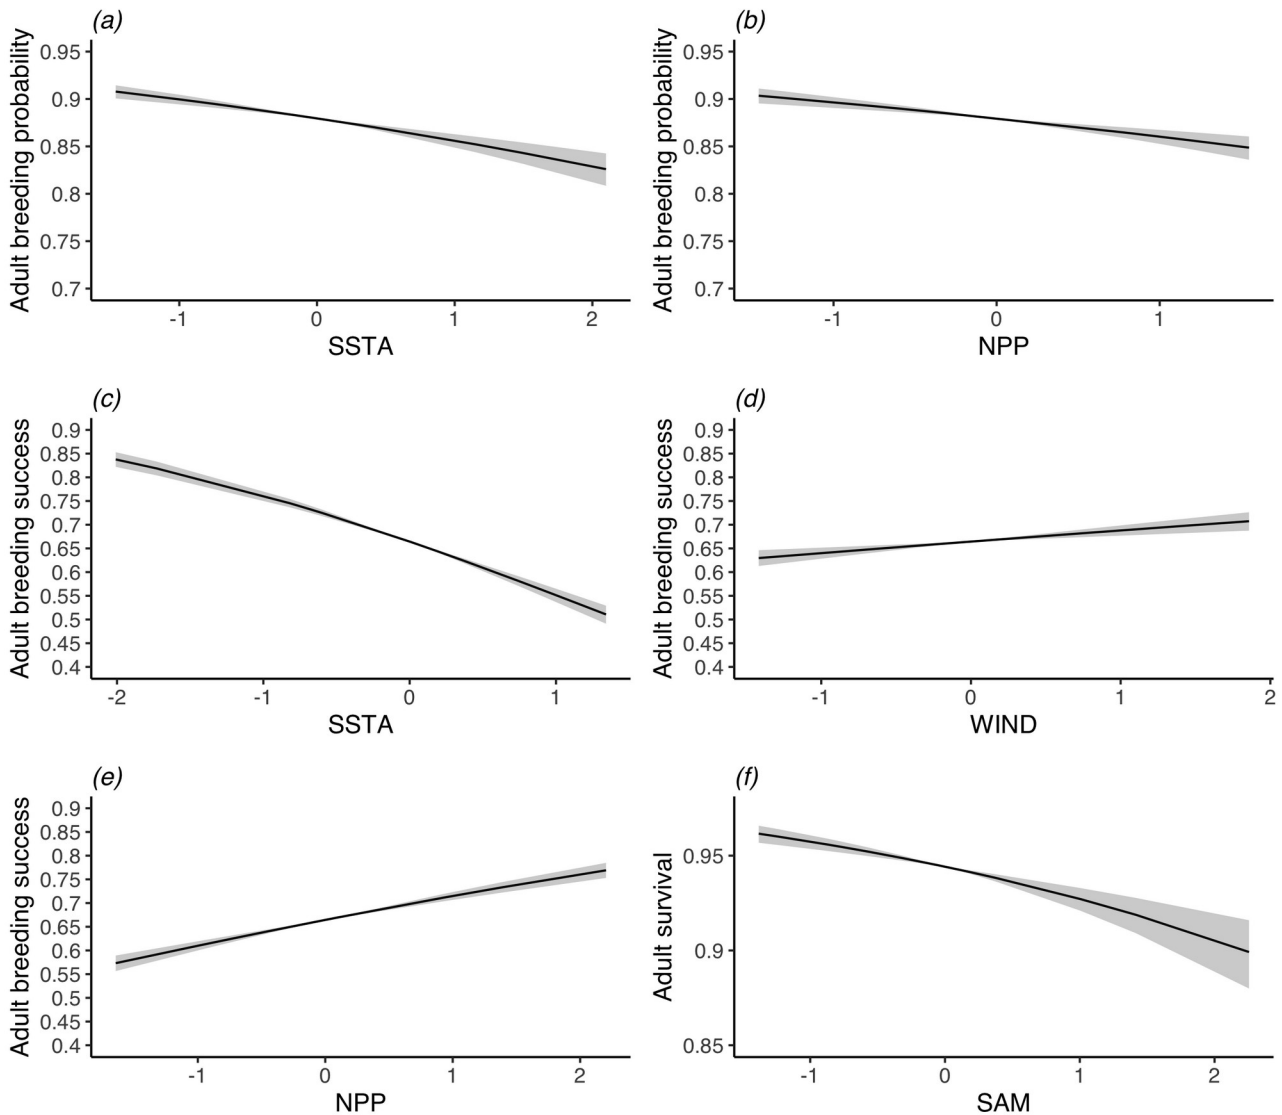 (a)
Adult breeding probability
0.95
0.9
0.85
0.8
0.75
0.7
-1 0 1 2
SSTA
(b)
Adult breeding probability
0.95
0.9
0.85
0.8
0.75
0.7
-1 0 1
NPP
(c)
Adult breeding success
0.9
0.85
0.8
0.75
0.7
0.65
0.6
0.55
0.5
0.45
0.4
-2 -1 0 1
SSTA
(d)
Adult breeding success
0.9
0.85
0.8
0.75
0.7
0.65
0.6
0.55
0.5
0.45
0.4
-1 0 1 2
WIND
(e)
Adult breeding success
0.9
0.85
0.8
0.75
0.7
0.65
0.6
0.55
0.5
0.45
0.4
-1 0 1 2
NPP
(f)
Adult survival
0.95
0.9
0.85
-1 0 1 2
SAM